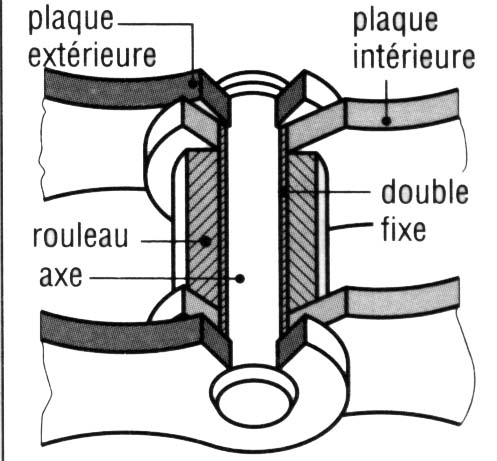 plaque
extérieure
plaque
intérieure
double
fixe
rouleau
axe